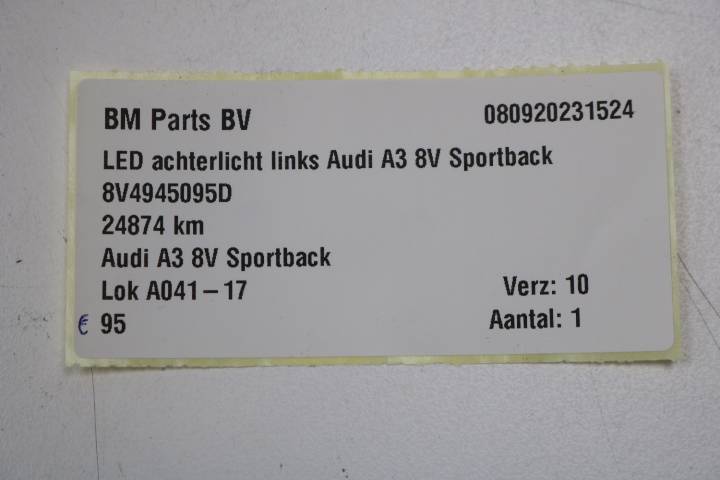 BM Parts BV 080920231524
LED achterlicht links Audi A3 8V Sportback
8V4945095D
24874 km
Audi A3 8V Sportback
Lok A041-17 Verz: 10
€ 95 Aantal: 1